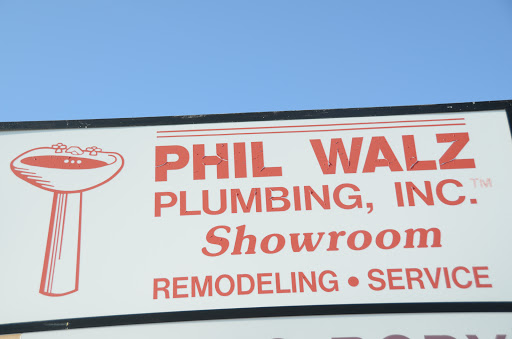 PHIL WALZ
PLUMBING, INC.™
Showroom
REMODELING • SERVICE